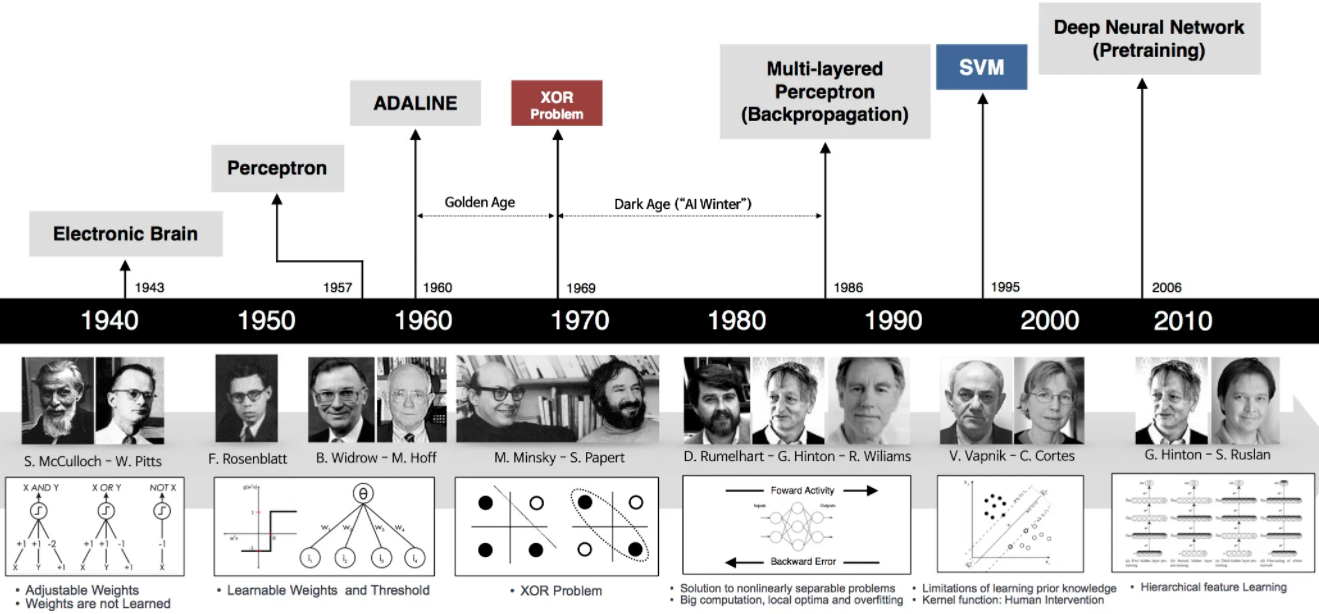 Deep Neural Network
(Pretraining)
Multi-layered
Perceptron
(Backpropagation)
SVM
ADALINE
XOR
Problem
Perceptron
Golden Age
Dark Age ("AI Winter")
Electronic Brain
1943
1957
1960
1969
1986
1995
2006
1940
1950
1960
1970
1980
1990
2000
2010
S. McCulloch – W. Pitts
F. Rosenblatt
B. Widrow – M. Hoff
M. Minsky – S. Papert
D. Rumelhart – G. Hinton – R. Wiliams
V. Vapnik – C. Cortes
G. Hinton – S. Ruslan
X AND Y
X OR Y
NOT X
+1 +1 -2
+1 +1 -1
-1
X Y +1
X Y +1
X
θ
Foward Activity
Inputs
Outputs
Backward Error
• Adjustable Weights
• Weights are not Learned
• Learnable Weights and Threshold
• XOR Problem
• Solution to nonlinearly separable problems
• Big computation, local optima and overfitting
• Limitations of learning prior knowledge
• Kernel function: Human Intervention
• Hierarchical feature Learning